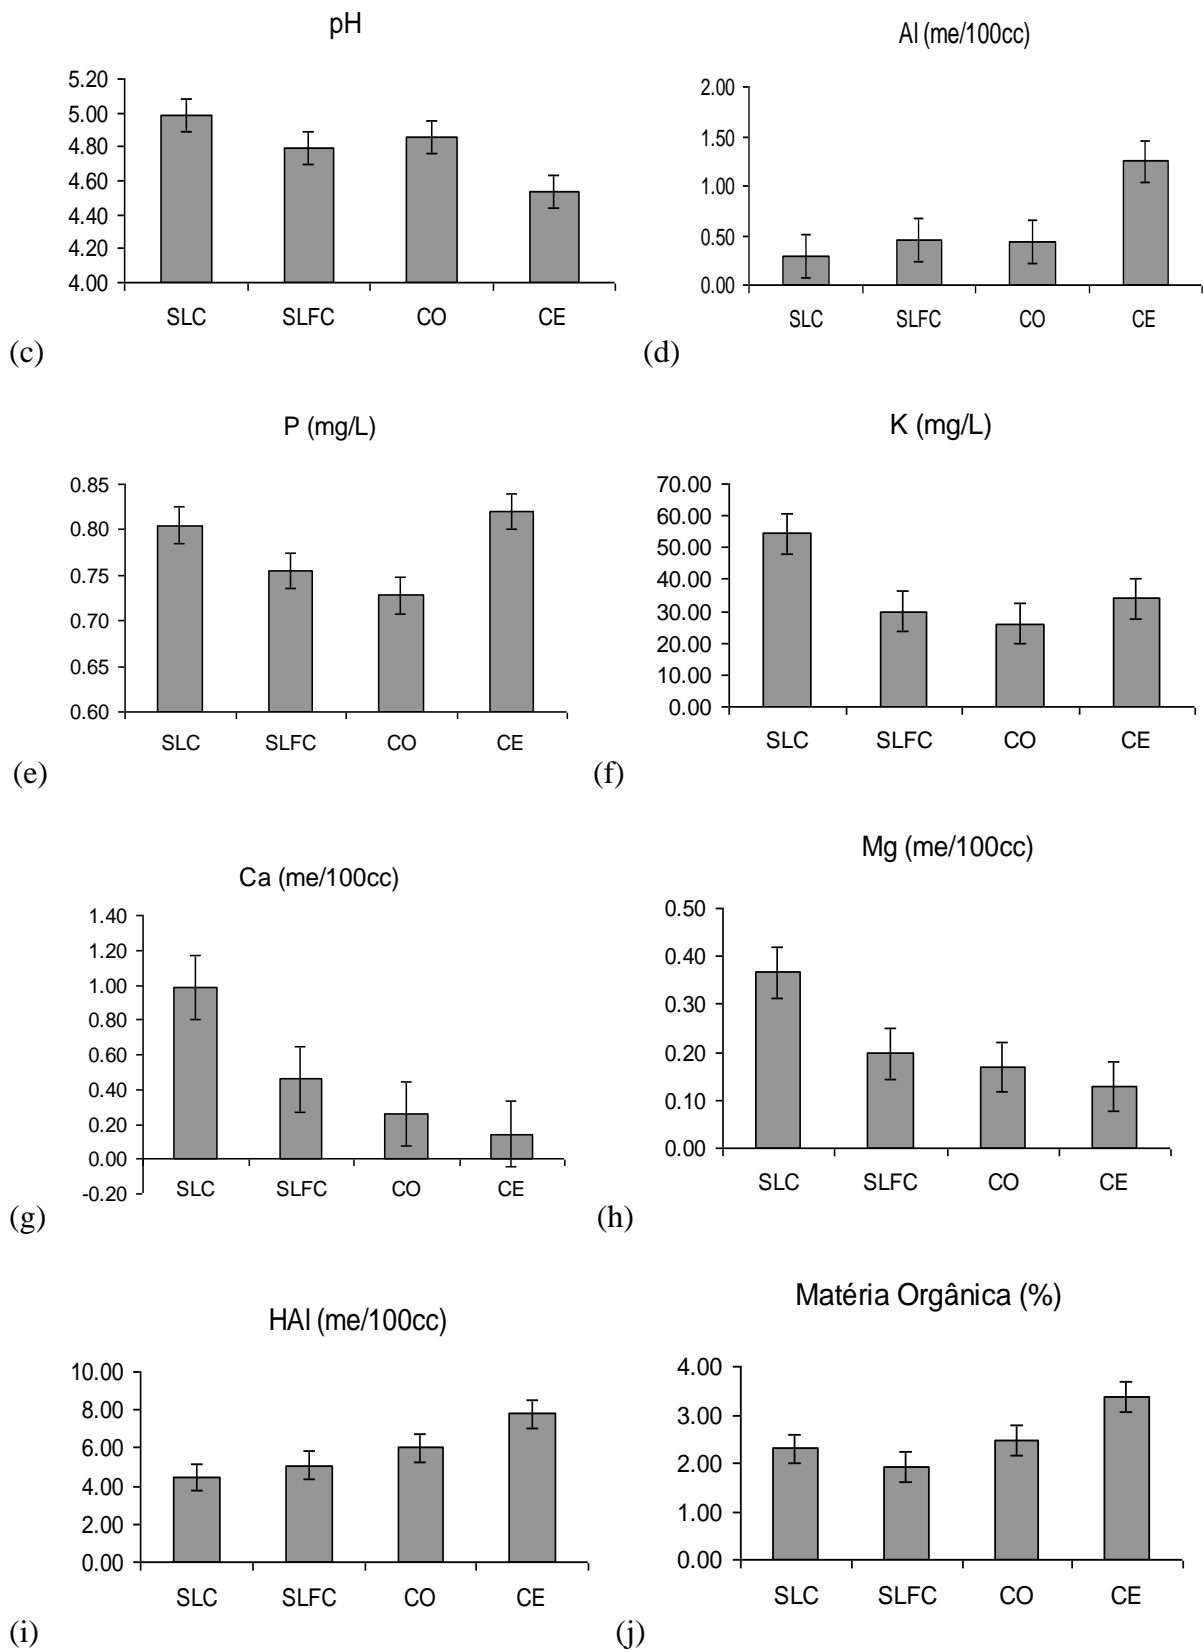 pH
5.20
5.00
4.80
4.60
4.40
4.20
4.00
SLC SLFC CO CE
(c)
Al (me/100cc)
2.00
1.50
1.00
0.50
0.00
SLC SLFC CO CE
(d)
P (mg/L)
0.85
0.80
0.75
0.70
0.65
0.60
SLC SLFC CO CE
(e)
K (mg/L)
70.00
60.00
50.00
40.00
30.00
20.00
10.00
0.00
SLC SLFC CO CE
(f)
Ca (me/100cc)
1.40
1.20
1.00
0.80
0.60
0.40
0.20
0.00
-0.20
SLC SLFC CO CE
(g)
Mg (me/100cc)
0.50
0.40
0.30
0.20
0.10
0.00
SLC SLFC CO CE
(h)
HAl (me/100cc)
10.00
8.00
6.00
4.00
2.00
0.00
SLC SLFC CO CE
(i)
Matéria Orgânica (%)
4.00
3.00
2.00
1.00
0.00
SLC SLFC CO CE
(j)